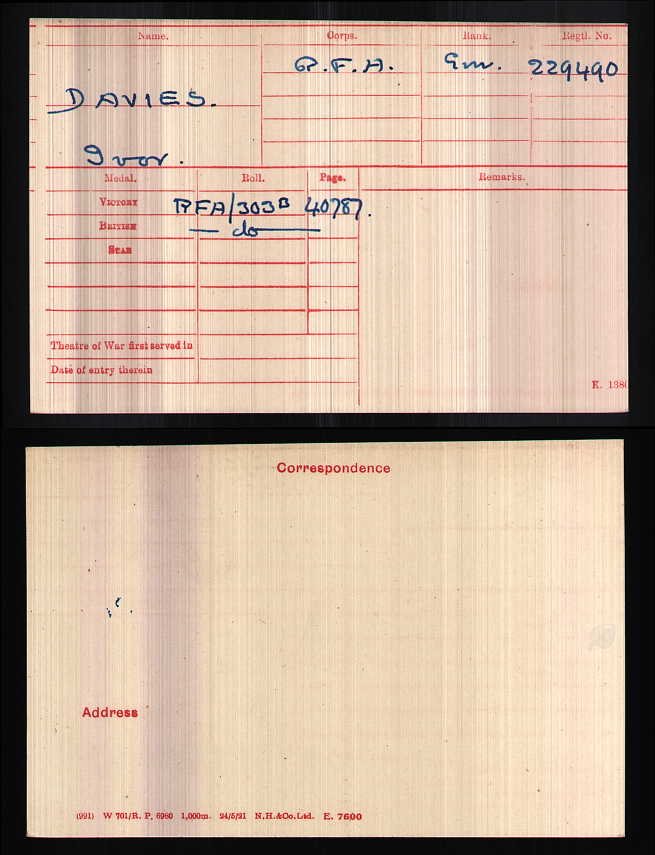 Name. Corps. Rank. Regtl. No.
R.F.A. Gnr. 229490
DAVIES.
Ivor.
Medal. Roll. Page. Remarks.
VICTORY RFA/303B 40787.
BRITISH — do —
STAR
Theatre of War first served in
Date of entry therein
K. 1380
Correspondence
Address
(991) W 701/R. P. 6980 1,000m. 24/5/21 N.H.&Co.Ltd. E. 7600